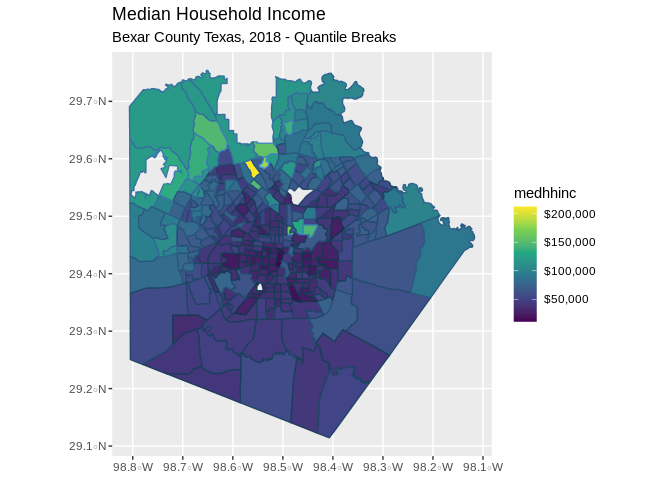 Median Household Income
Bexar County Texas, 2018 - Quantile Breaks
29.7◦N
29.6◦N
29.5◦N
29.4◦N
29.3◦N
29.2◦N
29.1◦N
98.8◦W 98.7◦W 98.6◦W 98.5◦W 98.4◦W 98.3◦W 98.2◦W 98.1◦W
medhhinc
$200,000
$150,000
$100,000
$50,000